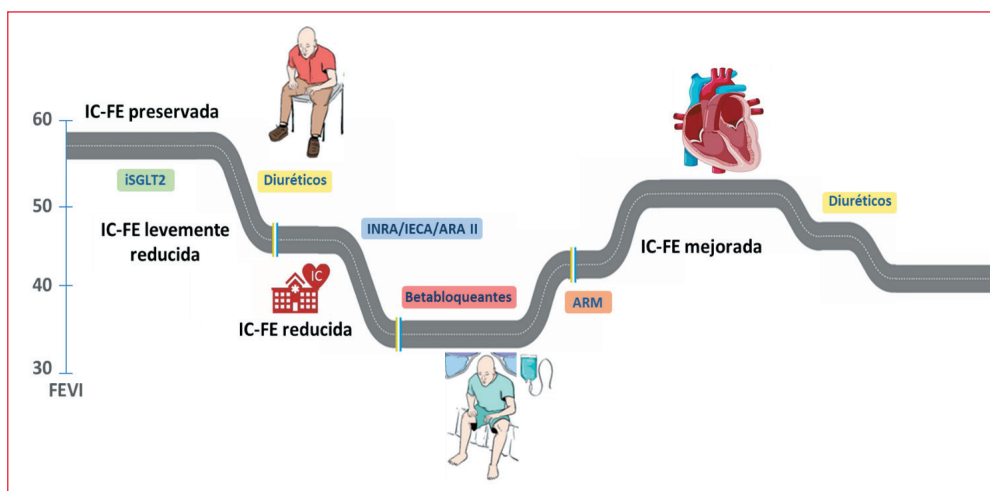 60
IC-FE preservada
iSGLT2
Diuréticos
50
IC-FE levemente
reducida
INRA/IECA/ARA II
IC
IC-FE reducida
40
Betabloqueantes
ARM
IC-FE mejorada
Diuréticos
30
FEVI